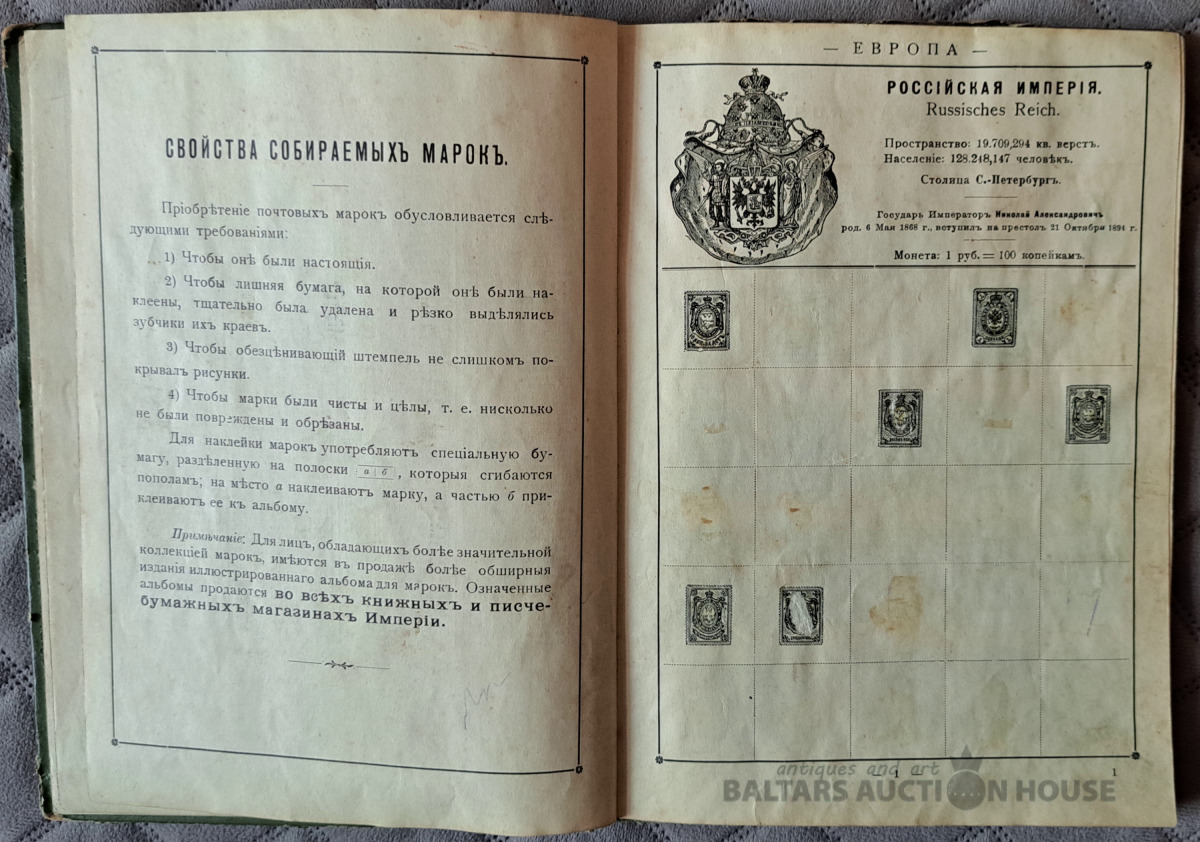 СВОЙСТВА СОБИРАЕМЫХЪ МАРОКЪ.
Пріобрѣтеніе почтовыхъ марокъ обусловливается слѣ-
дующими требованіями:
1) Чтобы онѣ были настоящія.
2) Чтобы лишняя бумага, на которой онѣ были на-
клеены, тщательно была удалена и рѣзко выдѣлялись
зубчики ихъ краевъ.
3) Чтобы обезцѣнивающій штемпель не слишкомъ по-
крывалъ рисунки.
4) Чтобы марки были чисты и цѣлы, т. е. нисколько
не были повреждены и обрѣзаны.
Для наклейки марокъ употребляютъ спеціальную бу-
магу, раздѣленную на полоски а | б , которыя сгибаются
пополамъ; на мѣсто а наклеиваютъ марку, а частью б при-
клеиваютъ ее къ альбому.
Примѣчаніе: Для лицъ, обладающихъ болѣе значительной
коллекціей марокъ, имѣются въ продажѣ болѣе обширныя
изданія иллюстрированнаго альбома для марокъ. Означенные
альбомы продаются во всѣхъ книжныхъ и писче-
бумажныхъ магазинахъ Имперіи.
— ЕВРОПА —
РОССІЙСКАЯ ИМПЕРІЯ.
Russisches Reich.
Пространство: 19.709,294 кв. верстъ.
Населеніе: 128.248,147 человѣкъ.
Столица С.-Петербургъ.
Государь Императоръ Николай Александровичъ
род. 6 Мая 1868 г., вступилъ на престолъ 21 Октября 1894 г.
Монета: 1 руб. = 100 копейкамъ.
— 1 —
1
antiques and art
BALTARS AUCTION HOUSE